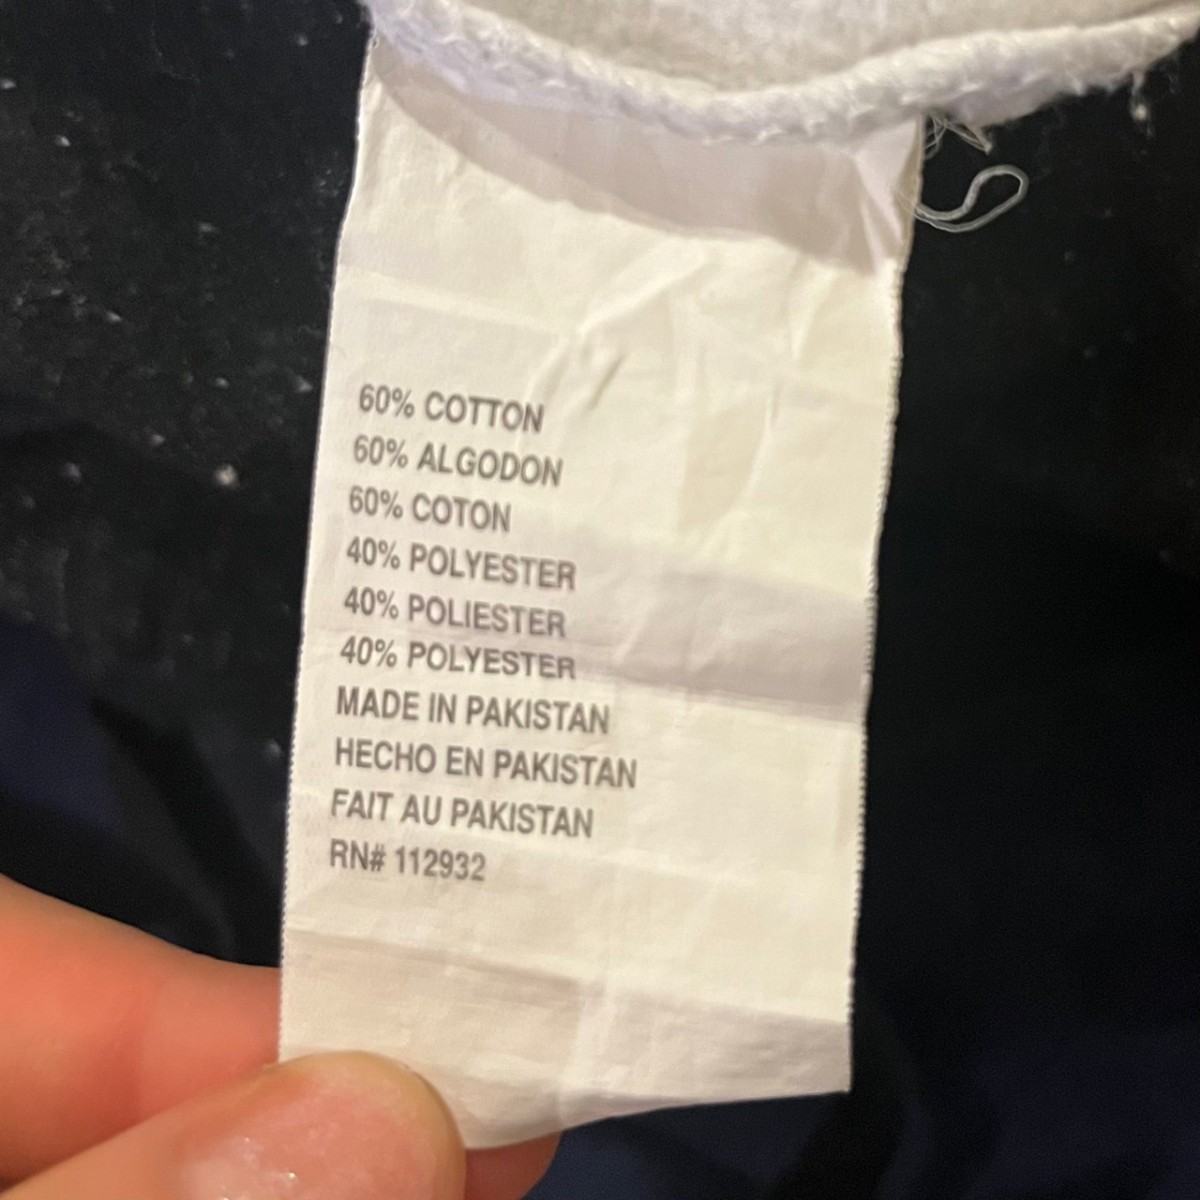 60% COTTON
60% ALGODON
60% COTON
40% POLYESTER
40% POLIESTER
40% POLYESTER
MADE IN PAKISTAN
HECHO EN PAKISTAN
FAIT AU PAKISTAN
RN# 112932